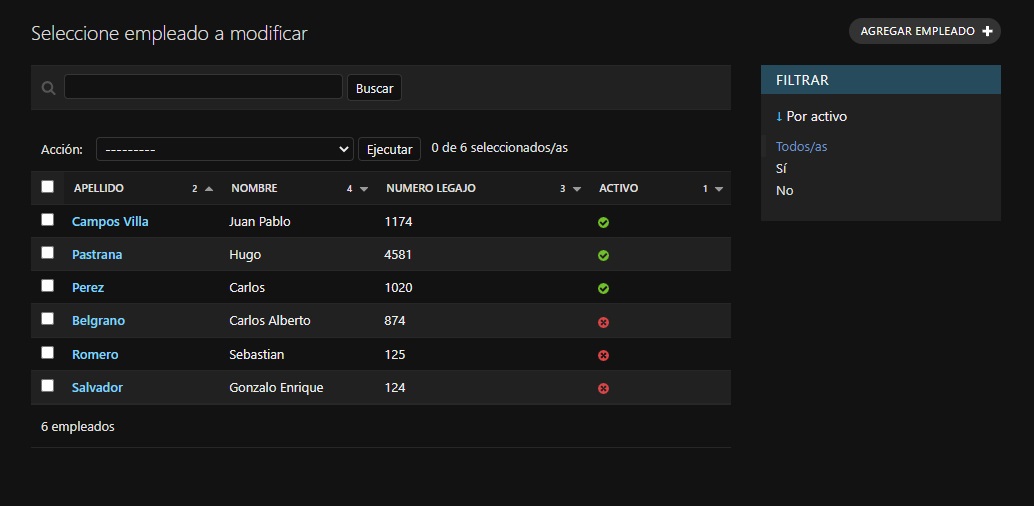 Seleccione empleado a modificar
AGREGAR EMPLEADO
Buscar
Acción: --------- Ejecutar 0 de 6 seleccionados/as
APELLIDO 2 NOMBRE 4 NUMERO LEGAJO 3 ACTIVO 1
Campos Villa Juan Pablo 1174
Pastrana Hugo 4581
Perez Carlos 1020
Belgrano Carlos Alberto 874
Romero Sebastian 125
Salvador Gonzalo Enrique 124
6 empleados
FILTRAR
↓ Por activo
Todos/as
Sí
No